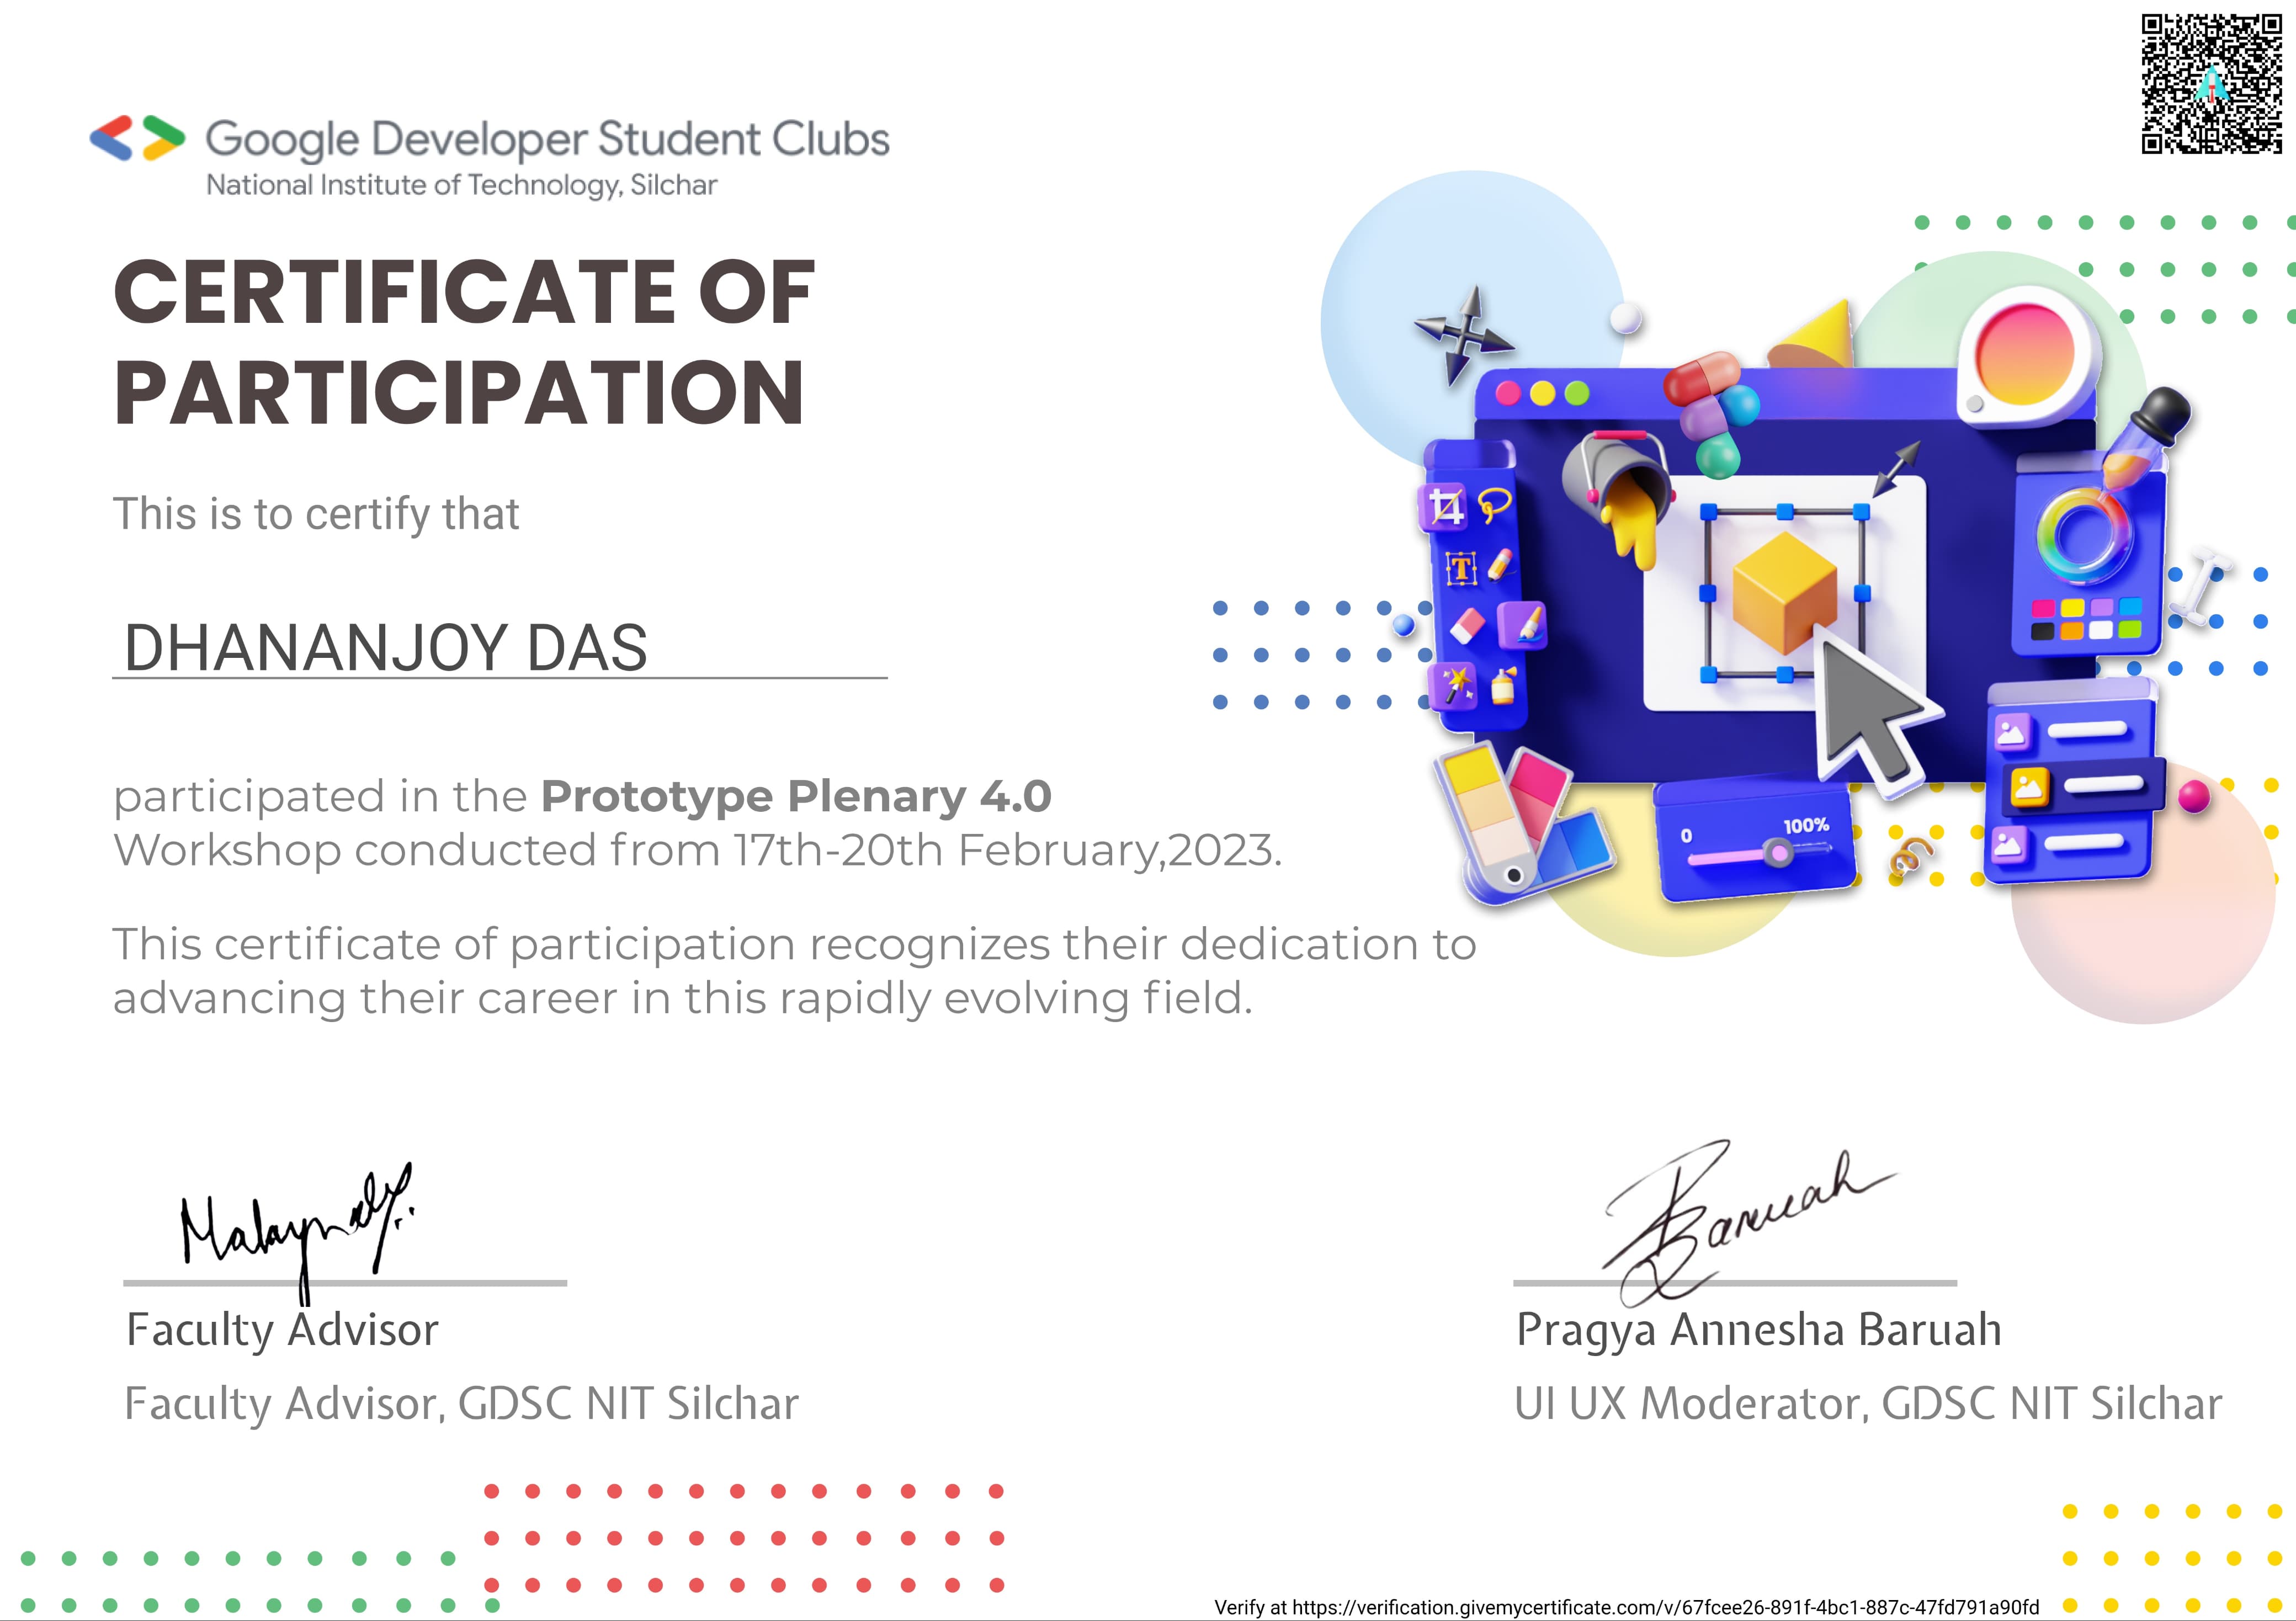 Google Developer Student Clubs
National Institute of Technology, Silchar
CERTIFICATE OF
PARTICIPATION
This is to certify that
DHANANJOY DAS
participated in the Prototype Plenary 4.0
Workshop conducted from 17th-20th February,2023.
This certificate of participation recognizes their dedication to
advancing their career in this rapidly evolving field.
T
0 100%
Baruah
Faculty Advisor
Faculty Advisor, GDSC NIT Silchar
Pragya Annesha Baruah
UI UX Moderator, GDSC NIT Silchar
Verify at https://verification.givemycertificate.com/v/67fcee26-891f-4bc1-887c-47fd791a90fd